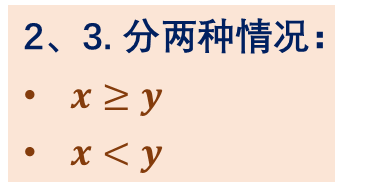 2、3. 分两种情况：
• x ≥ y
• x < y